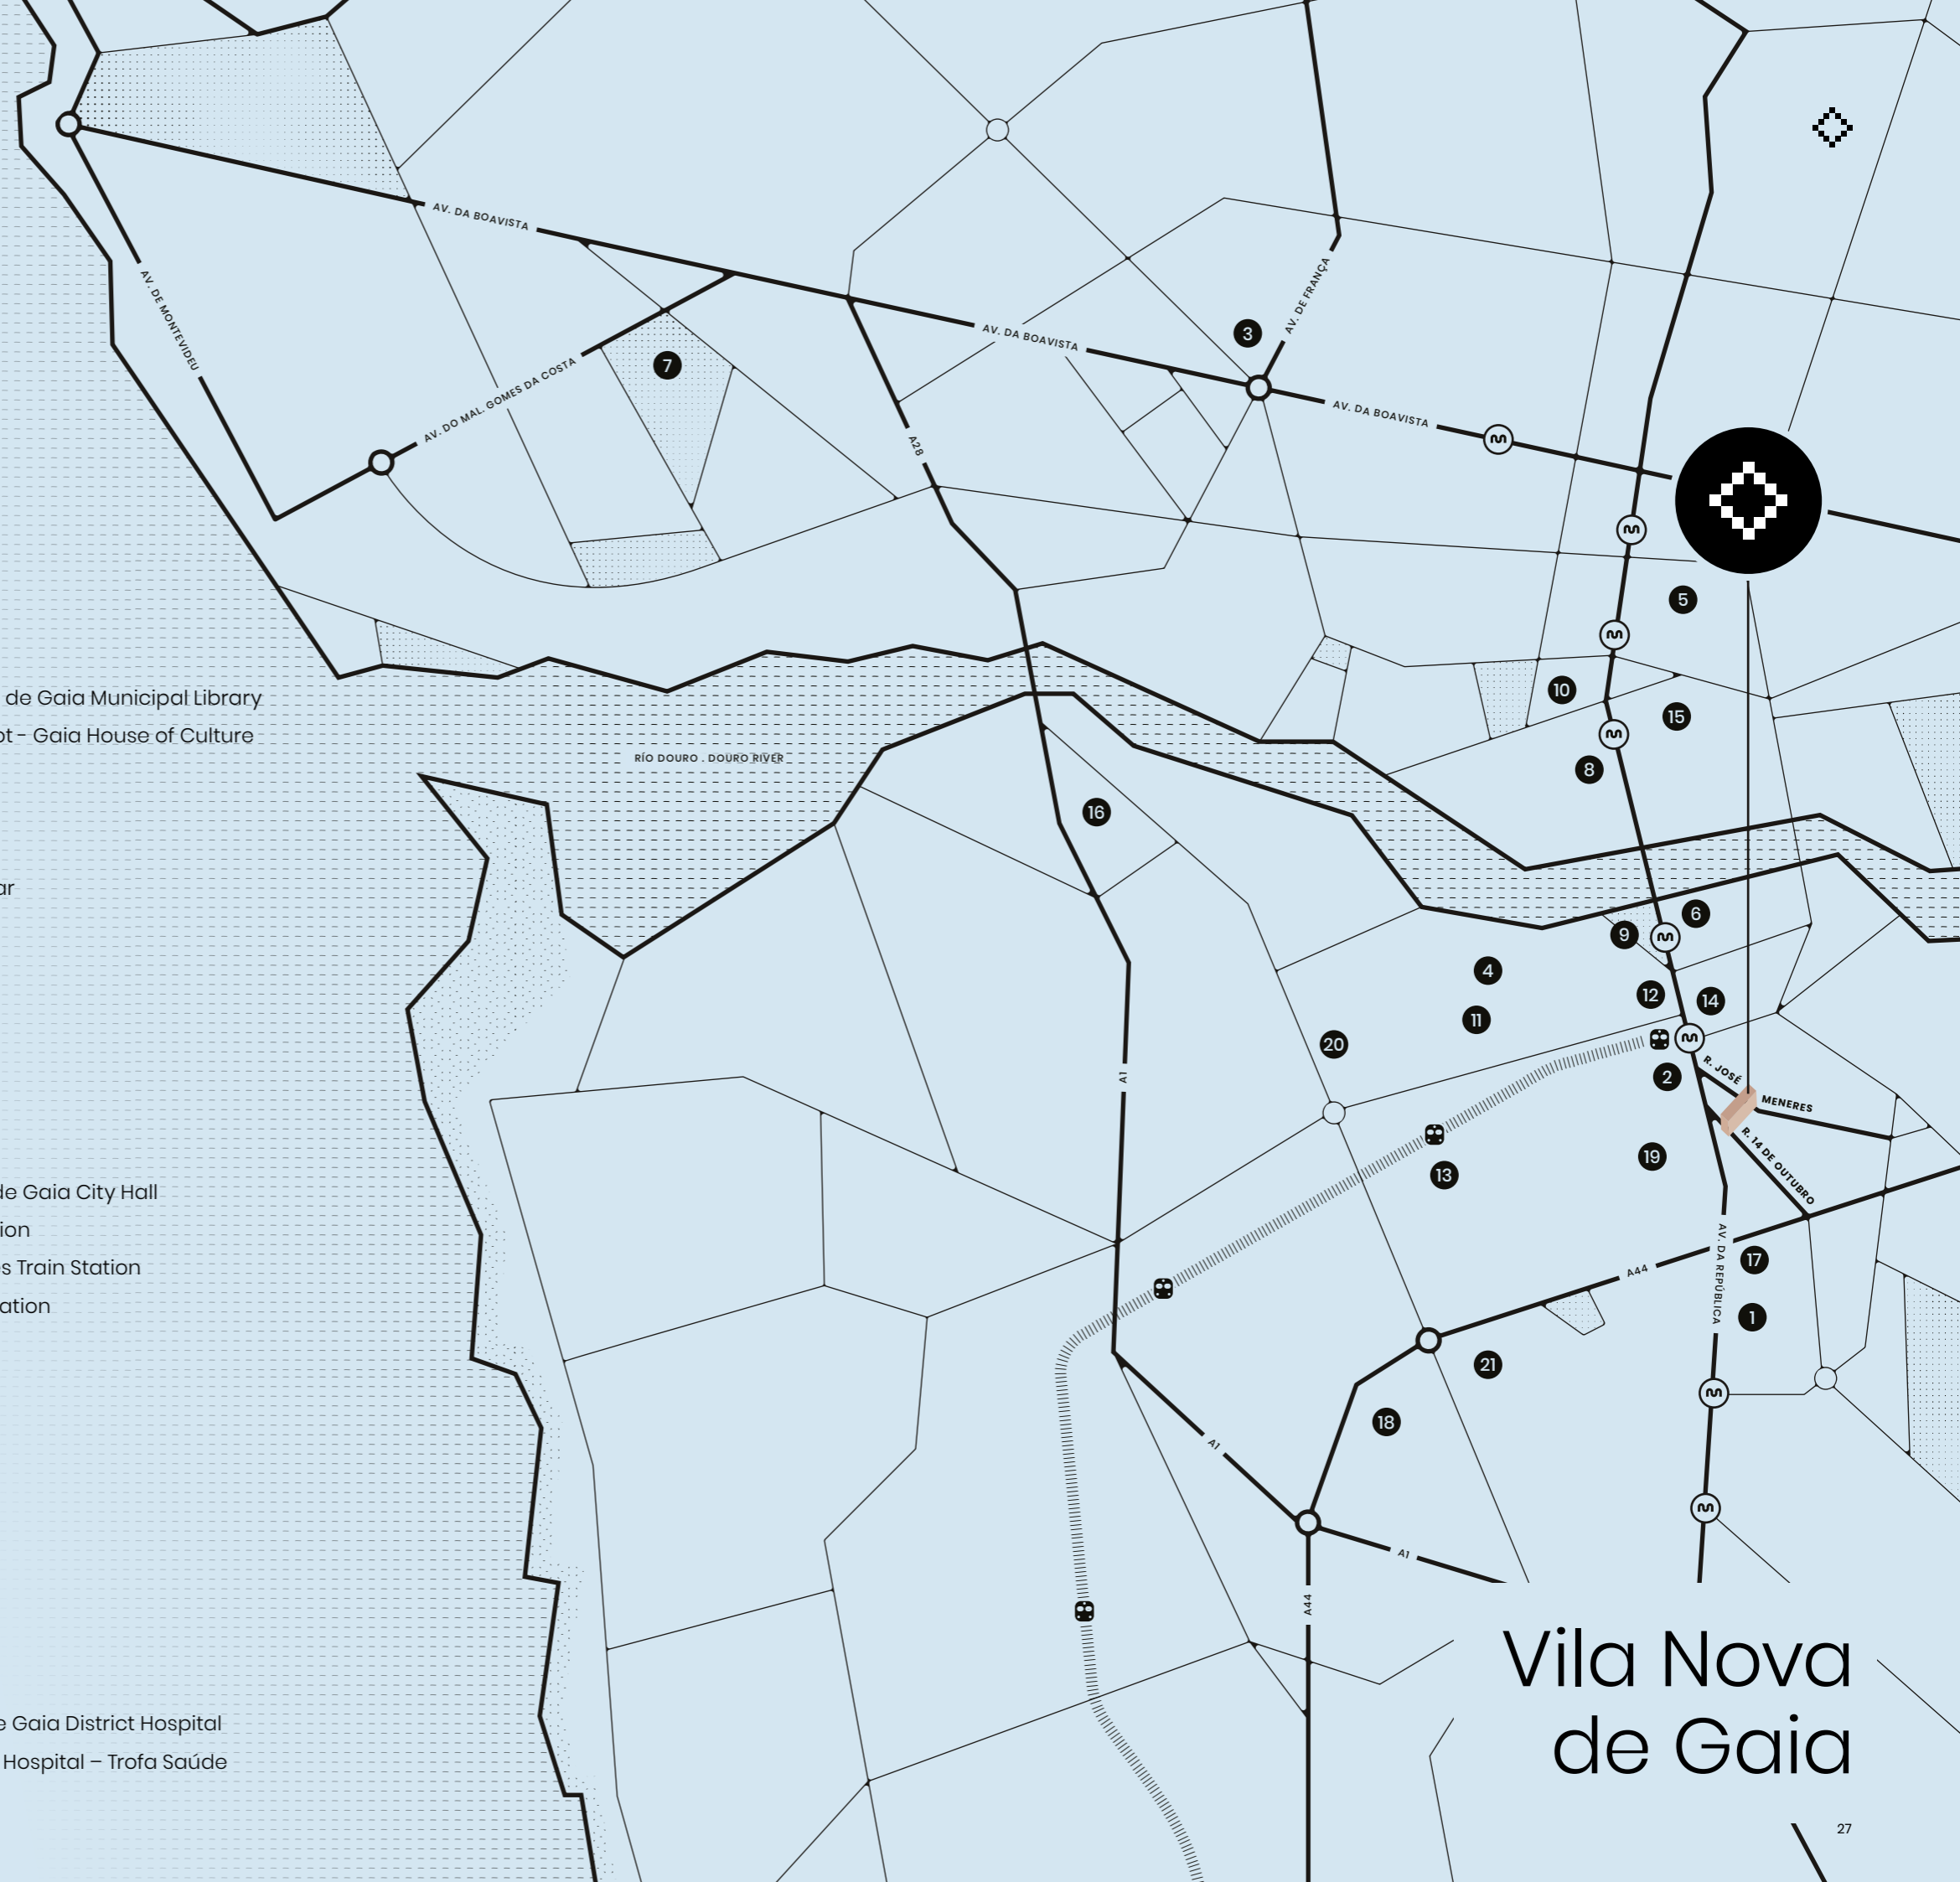 AV. DA BOAVISTA
AV. DE MONTEVIDEU
AV. DE FRANÇA
3
AV. DA BOAVISTA
7
AV. DO MAL. GOMES DA COSTA
AV. DA BOAVISTA
A28
5
de Gaia Municipal Library
10
15
ot - Gaia House of Culture
RÍO DOURO . DOURO RIVER
8
16
ar
6
9
4
12
14
11
20
R. JOSÉ
2
A1
MENERES
R. 14 DE OUTUBRO
19
13
de Gaia City Hall
ion
AV. DA REPÚBLICA
17
s Train Station
A44
ation
1
21
18
A1
A1
A44
Vila Nova
de Gaia
e Gaia District Hospital
Hospital – Trofa Saúde
27